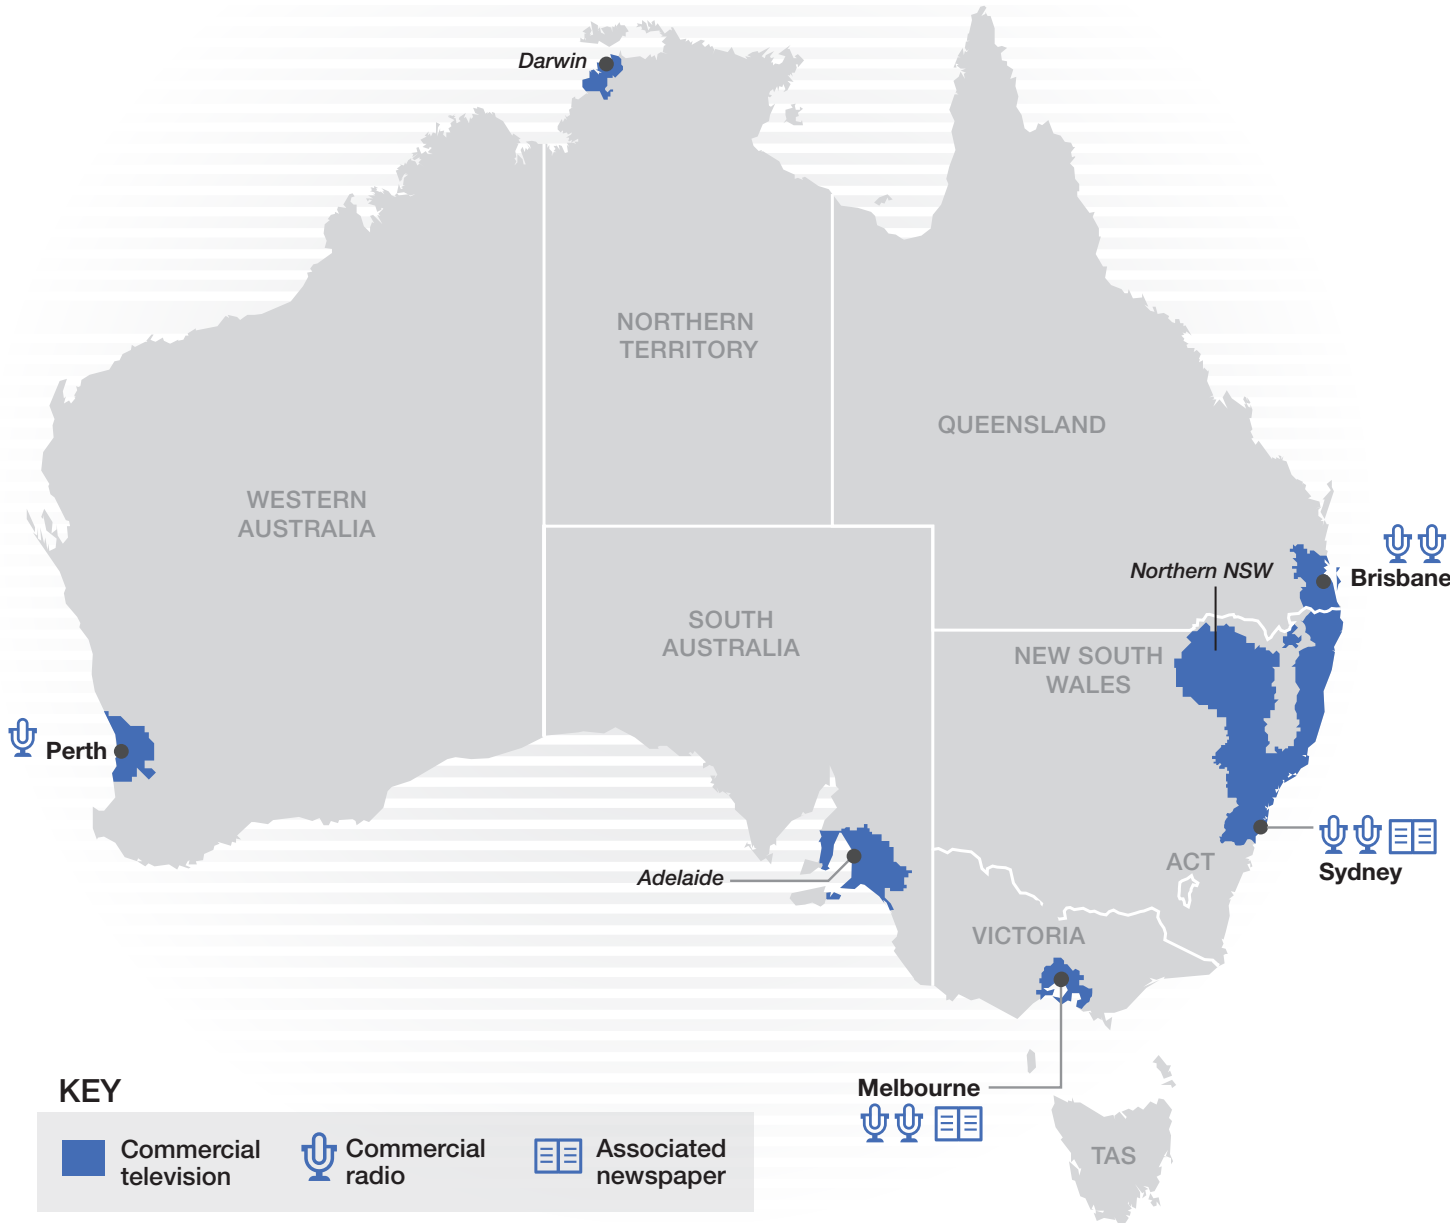 Darwin
NORTHERN
TERRITORY
QUEENSLAND
WESTERN
AUSTRALIA
Northern NSW
Brisbane
SOUTH
AUSTRALIA
NEW SOUTH
WALES
Perth
ACT
Sydney
Adelaide
VICTORIA
Melbourne
TAS
KEY
Commercial
television
Commercial
radio
Associated
newspaper